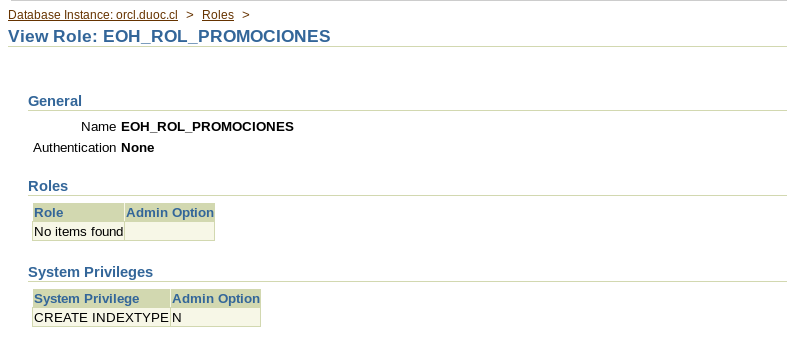 Database Instance: orcl.duoc.cl > Roles >
View Role: EOH_ROL_PROMOCIONES
General
Name EOH_ROL_PROMOCIONES
Authentication None
Roles
Role Admin Option
No items found
System Privileges
System Privilege Admin Option
CREATE INDEXTYPE N